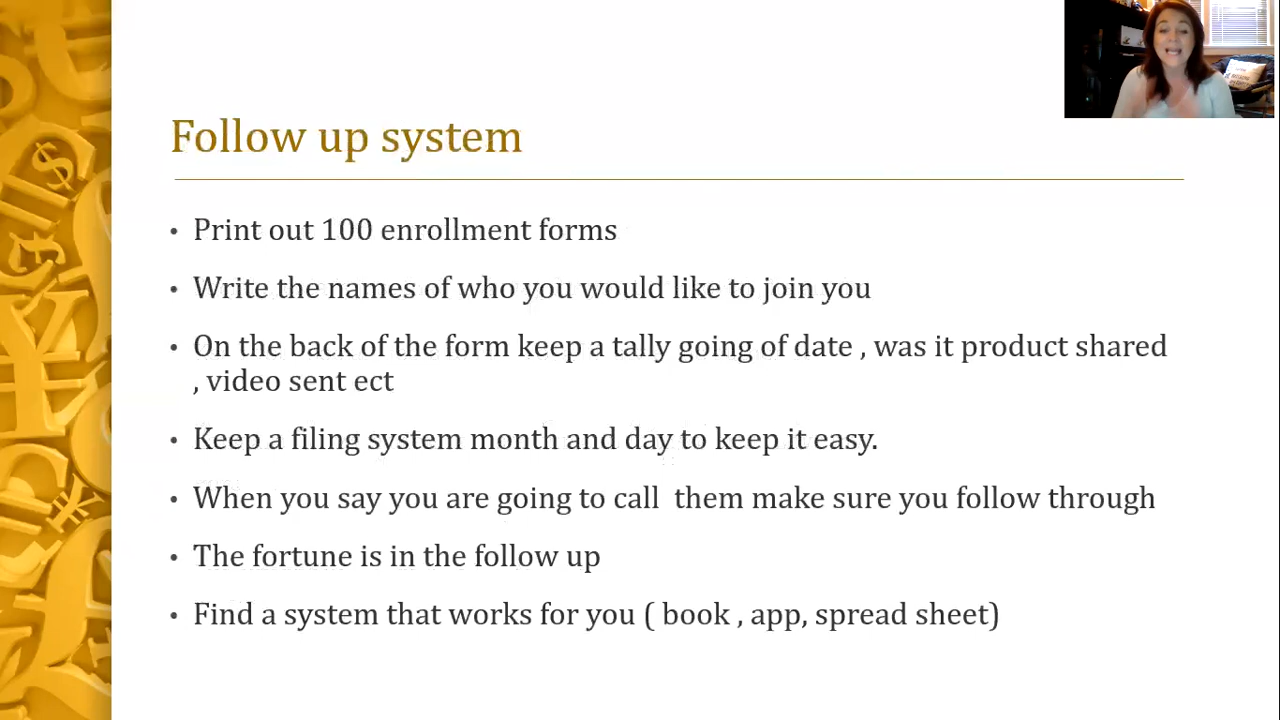 Follow up system
• Print out 100 enrollment forms
• Write the names of who you would like to join you
• On the back of the form keep a tally going of date , was it product shared
, video sent ect
• Keep a filing system month and day to keep it easy.
• When you say you are going to call  them make sure you follow through
• The fortune is in the follow up
• Find a system that works for you ( book , app, spread sheet)